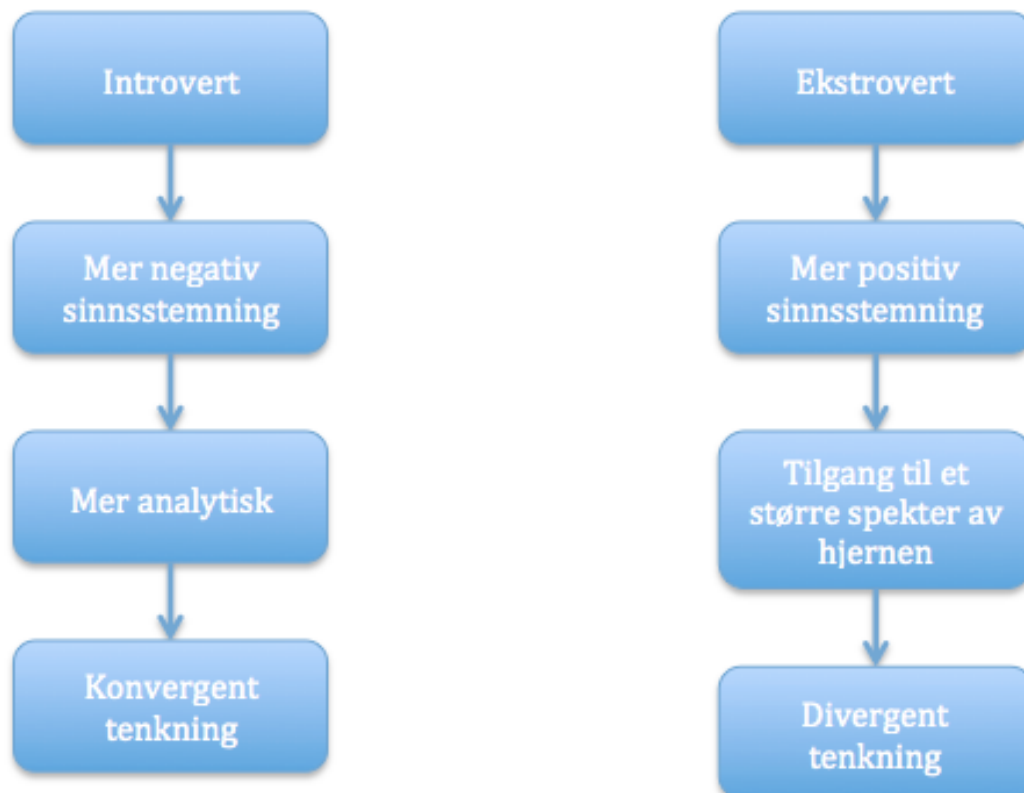 Introvert
Mer negativ
sinnsstemning
Mer analytisk
Konvergent
tenkning
Ekstrovert
Mer positiv
sinnsstemning
Tilgang til et
større spekter av
hjernen
Divergent
tenkning